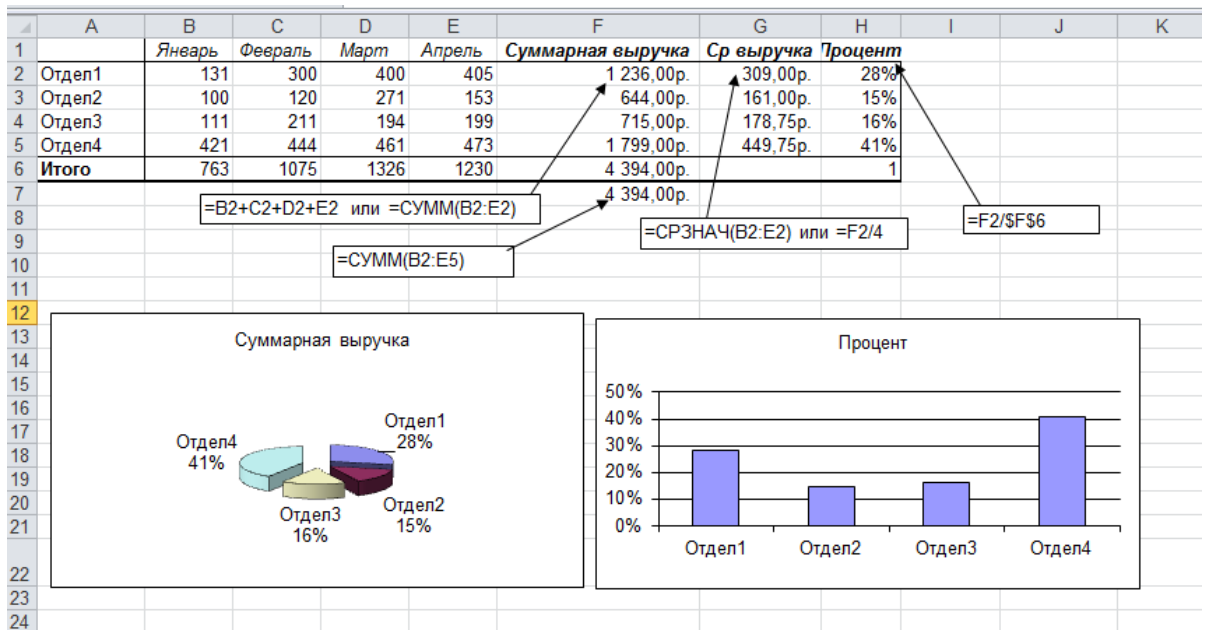 A B C D E F G H I J K
1 Январь Февраль Март Апрель Суммарная выручка Ср выручка Процент
2 Отдел1 131 300 400 405 1 236,00р. 309,00р. 28%
3 Отдел2 100 120 271 153 644,00р. 161,00р. 15%
4 Отдел3 111 211 194 199 715,00р. 178,75р. 16%
5 Отдел4 421 444 461 473 1 799,00р. 449,75р. 41%
6 Итого 763 1075 1326 1230 4 394,00р. 1
7 4 394,00р.
8 =B2+C2+D2+E2 или =СУММ(B2:E2) =F2/$F$6
9 =СРЗНАЧ(B2:E2) или =F2/4
10 =СУММ(B2:E5)
11
12
13 Суммарная выручка Процент
14
15 50%
16 40%
17 Отдел1
18 Отдел4 28% 30%
19 41% 20%
20 Отдел3 Отдел2 10%
21 16% 15% 0%
Отдел1 Отдел2 Отдел3 Отдел4
22
23
24